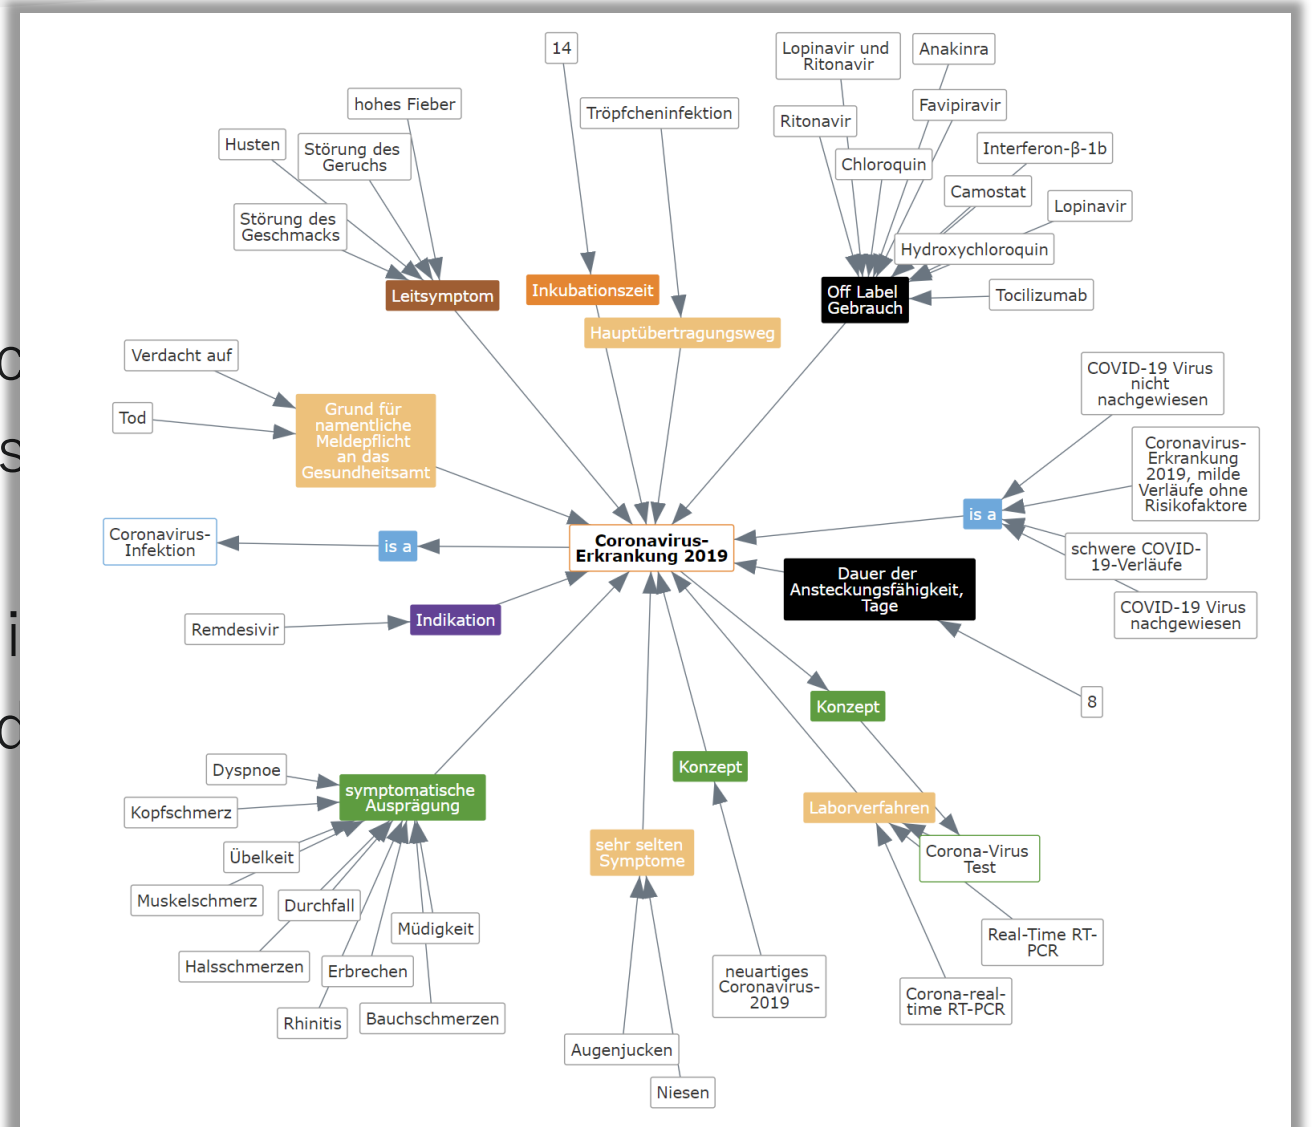 14
Lopinavir und
Ritonavir
Anakinra
hohes Fieber
Tröpfcheninfektion
Favipiravir
Ritonavir
Husten
Störung des
Geruchs
Chloroquin
Interferon-β-1b
Camostat
Lopinavir
Störung des
Geschmacks
Hydroxychloroquin
Leitsymptom
Inkubationszeit
Off Label
Gebrauch
Tocilizumab
Hauptübertragungsweg
Verdacht auf
Tod
Grund für
namentliche
Meldepflicht
an das
Gesundheitsamt
COVID-19 Virus
nicht
nachgewiesen
Coronavirus-
Erkrankung
2019, milde
Verläufe ohne
Risikofaktore
is a
Coronavirus-
Infektion
is a
Coronavirus-
Erkrankung 2019
schwere COVID-
19-Verläufe
Dauer der
Ansteckungsfähigkeit,
Tage
COVID-19 Virus
nachgewiesen
Remdesivir
Indikation
8
Konzept
Dyspnoe
symptomatische
Ausprägung
Konzept
Kopfschmerz
Laborverfahren
Übelkeit
sehr selten
Symptome
Corona-Virus
Test
Muskelschmerz
Durchfall
Müdigkeit
Real-Time RT-
PCR
Halsschmerzen
Erbrechen
neuartiges
Coronavirus-
2019
Corona-real-
time RT-PCR
Rhinitis
Bauchschmerzen
Augenjucken
Niesen